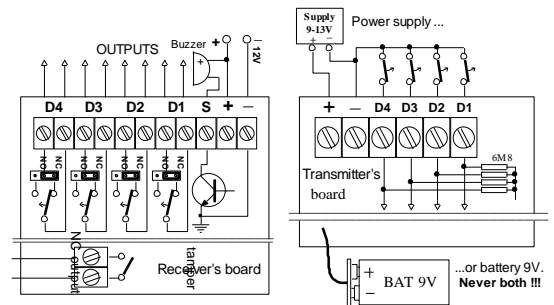 OUTPUTS
Buzzer
+
+ −
12V
D4 D3 D2 D1 S + −
NO NC NO NC NO NC NO NC
NC output
tamper
Receiver's board
Supply
9-13V
+ −
Power supply ...
+ − D4 D3 D2 D1
6M8
Transmitter's
board
+
−
BAT 9V
...or battery 9V.
Never both !!!